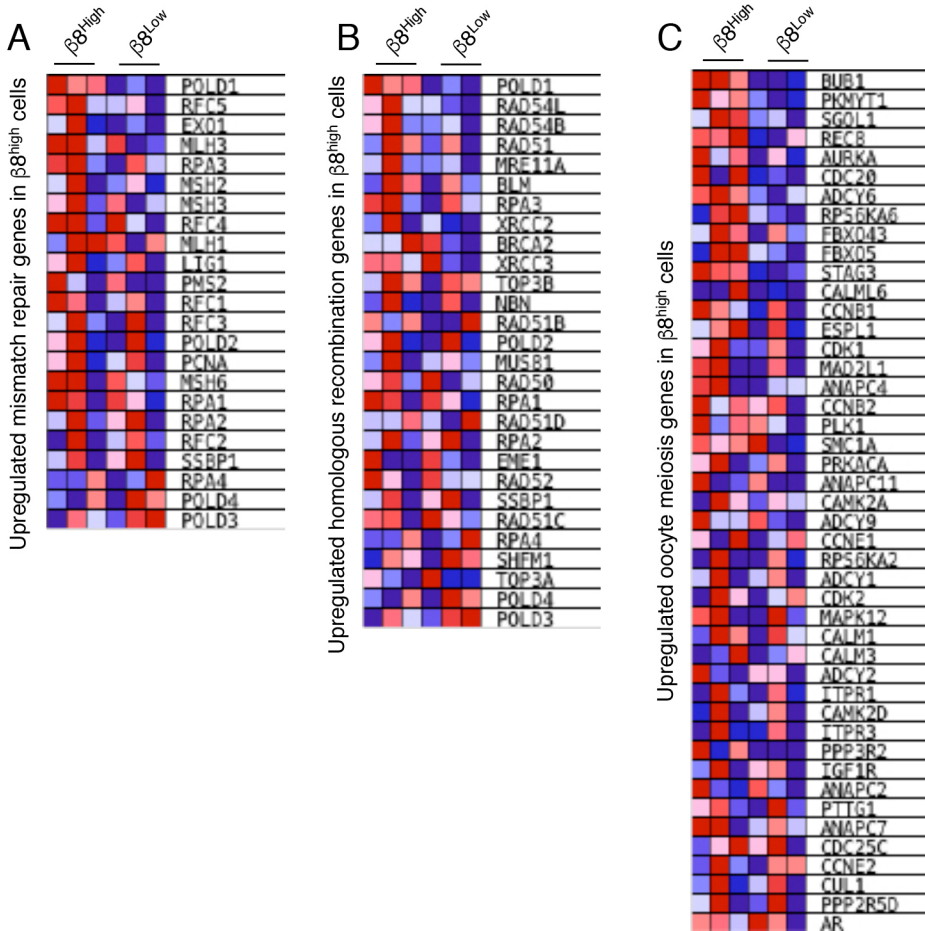 A
β8High
β8Low
Upregulated mismatch repair genes in β8high cells
POLD1
RFC5
EXO1
MLH3
RPA3
MSH2
MSH3
RFC4
MLH1
LIG1
PMS2
RFC1
RFC3
POLD2
PCNA
MSH6
RPA1
RPA2
RFC2
SSBP1
RPA4
POLD4
POLD3
B
β8High
β8Low
Upregulated homologous recombination genes in β8high cells
POLD1
RAD54L
RAD54B
RAD51
MRE11A
BLM
RPA3
XRCC2
BRCA2
XRCC3
TOP3B
NBN
RAD51B
POLD2
MUS81
RAD50
RPA1
RAD51D
RPA2
EME1
RAD52
SSBP1
RAD51C
RPA4
SHFM1
TOP3A
POLD4
POLD3
C
β8High
β8Low
Upregulated oocyte meiosis genes in β8high cells
BUB1
PKMYT1
SGOL1
REC8
AURKA
CDC20
ADCY6
RPS6KA6
FBXO43
FBXO5
STAG3
CALML6
CCNB1
ESPL1
CDK1
MAD2L1
ANAPC4
CCNB2
PLK1
SMC1A
PRKACA
ANAPC11
CAMK2A
ADCY9
CCNE1
RPS6KA2
ADCY1
CDK2
MAPK12
CALM1
CALM3
ADCY2
ITPR1
CAMK2D
ITPR3
PPP3R2
IGF1R
ANAPC2
PTTG1
ANAPC7
CDC25C
CCNE2
CUL1
PPP2R5D
AR